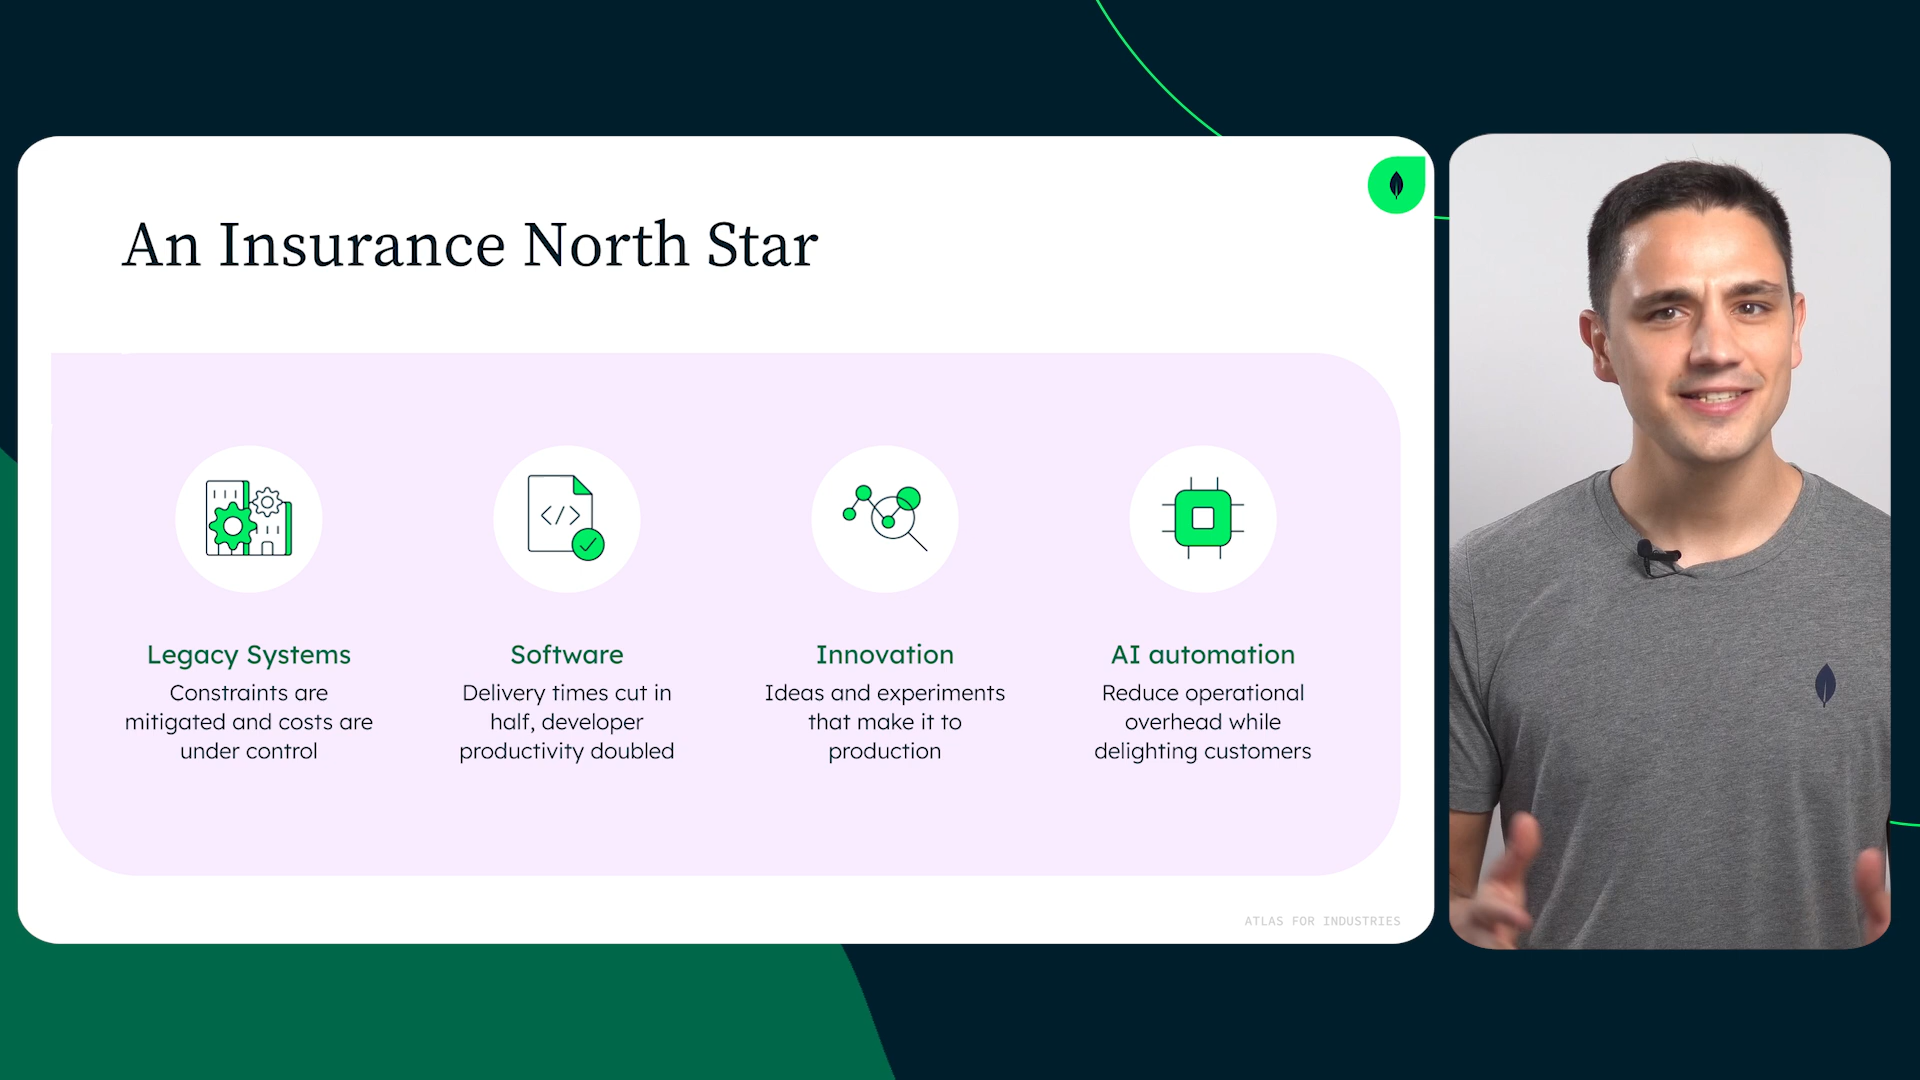 An Insurance North Star
</>
Legacy Systems
Constraints are
mitigated and costs are
under control
Software
Delivery times cut in
half, developer
productivity doubled
Innovation
Ideas and experiments
that make it to
production
AI automation
Reduce operational
overhead while
delighting customers
ATLAS FOR INDUSTRIES